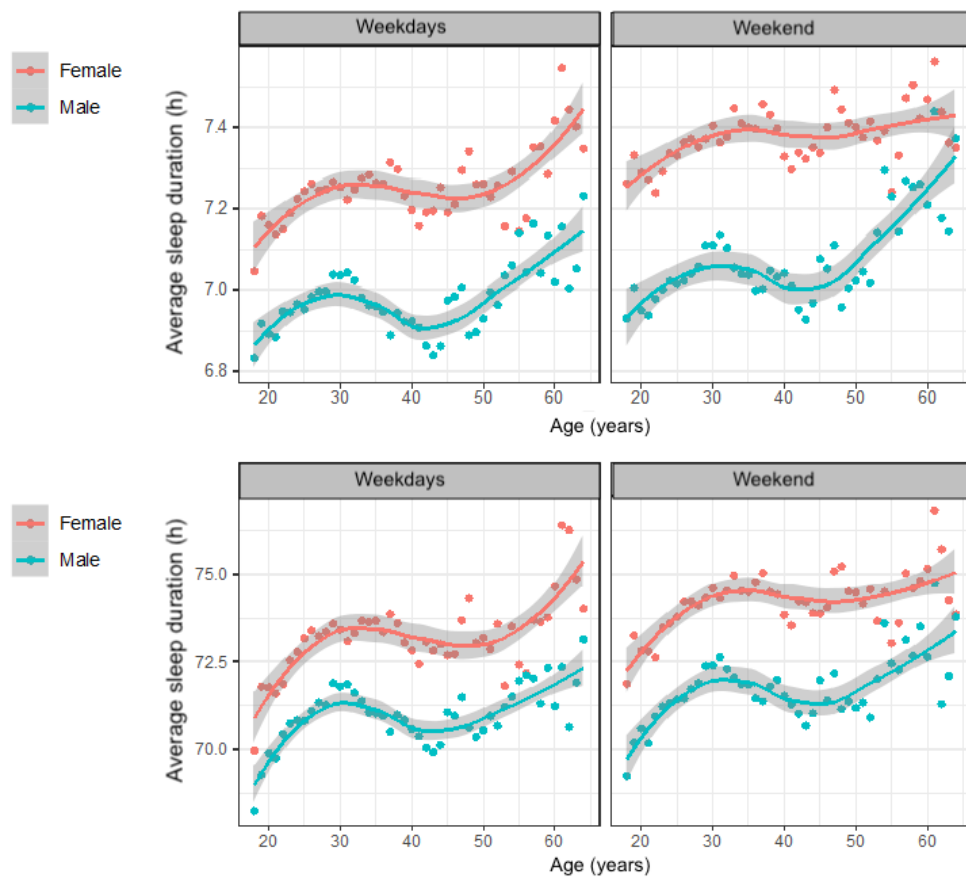 Weekdays
Weekend
Female
Male
Average sleep duration (h)
7.4
7.2
7.0
6.8
20 30 40 50 60
20 30 40 50 60
Age (years)
Weekdays
Weekend
Female
Male
Average sleep duration (h)
75.0
72.5
70.0
20 30 40 50 60
20 30 40 50 60
Age (years)